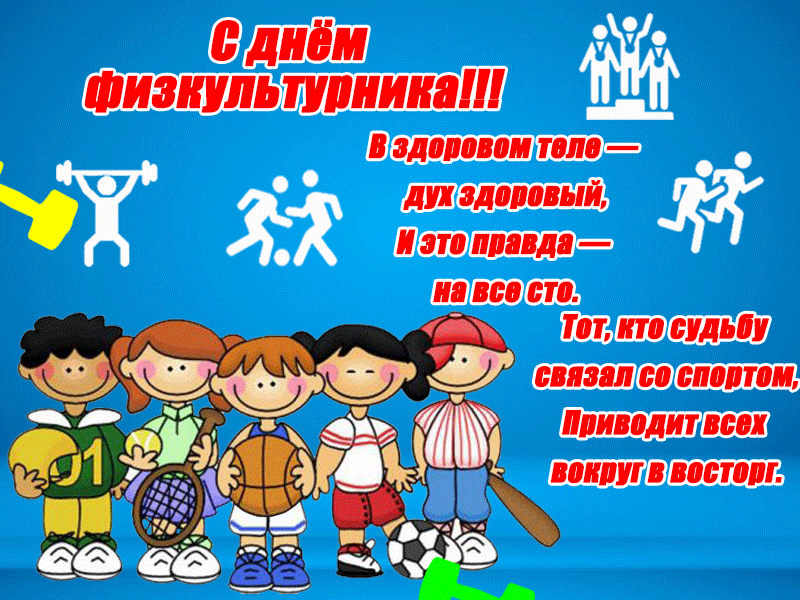 С днём
физкультурника!!!
В здоровом теле —
дух здоровый,
И это правда —
на все сто.
Тот, кто судьбу
связал со спортом,
Приводит всех
вокруг в восторг.
01